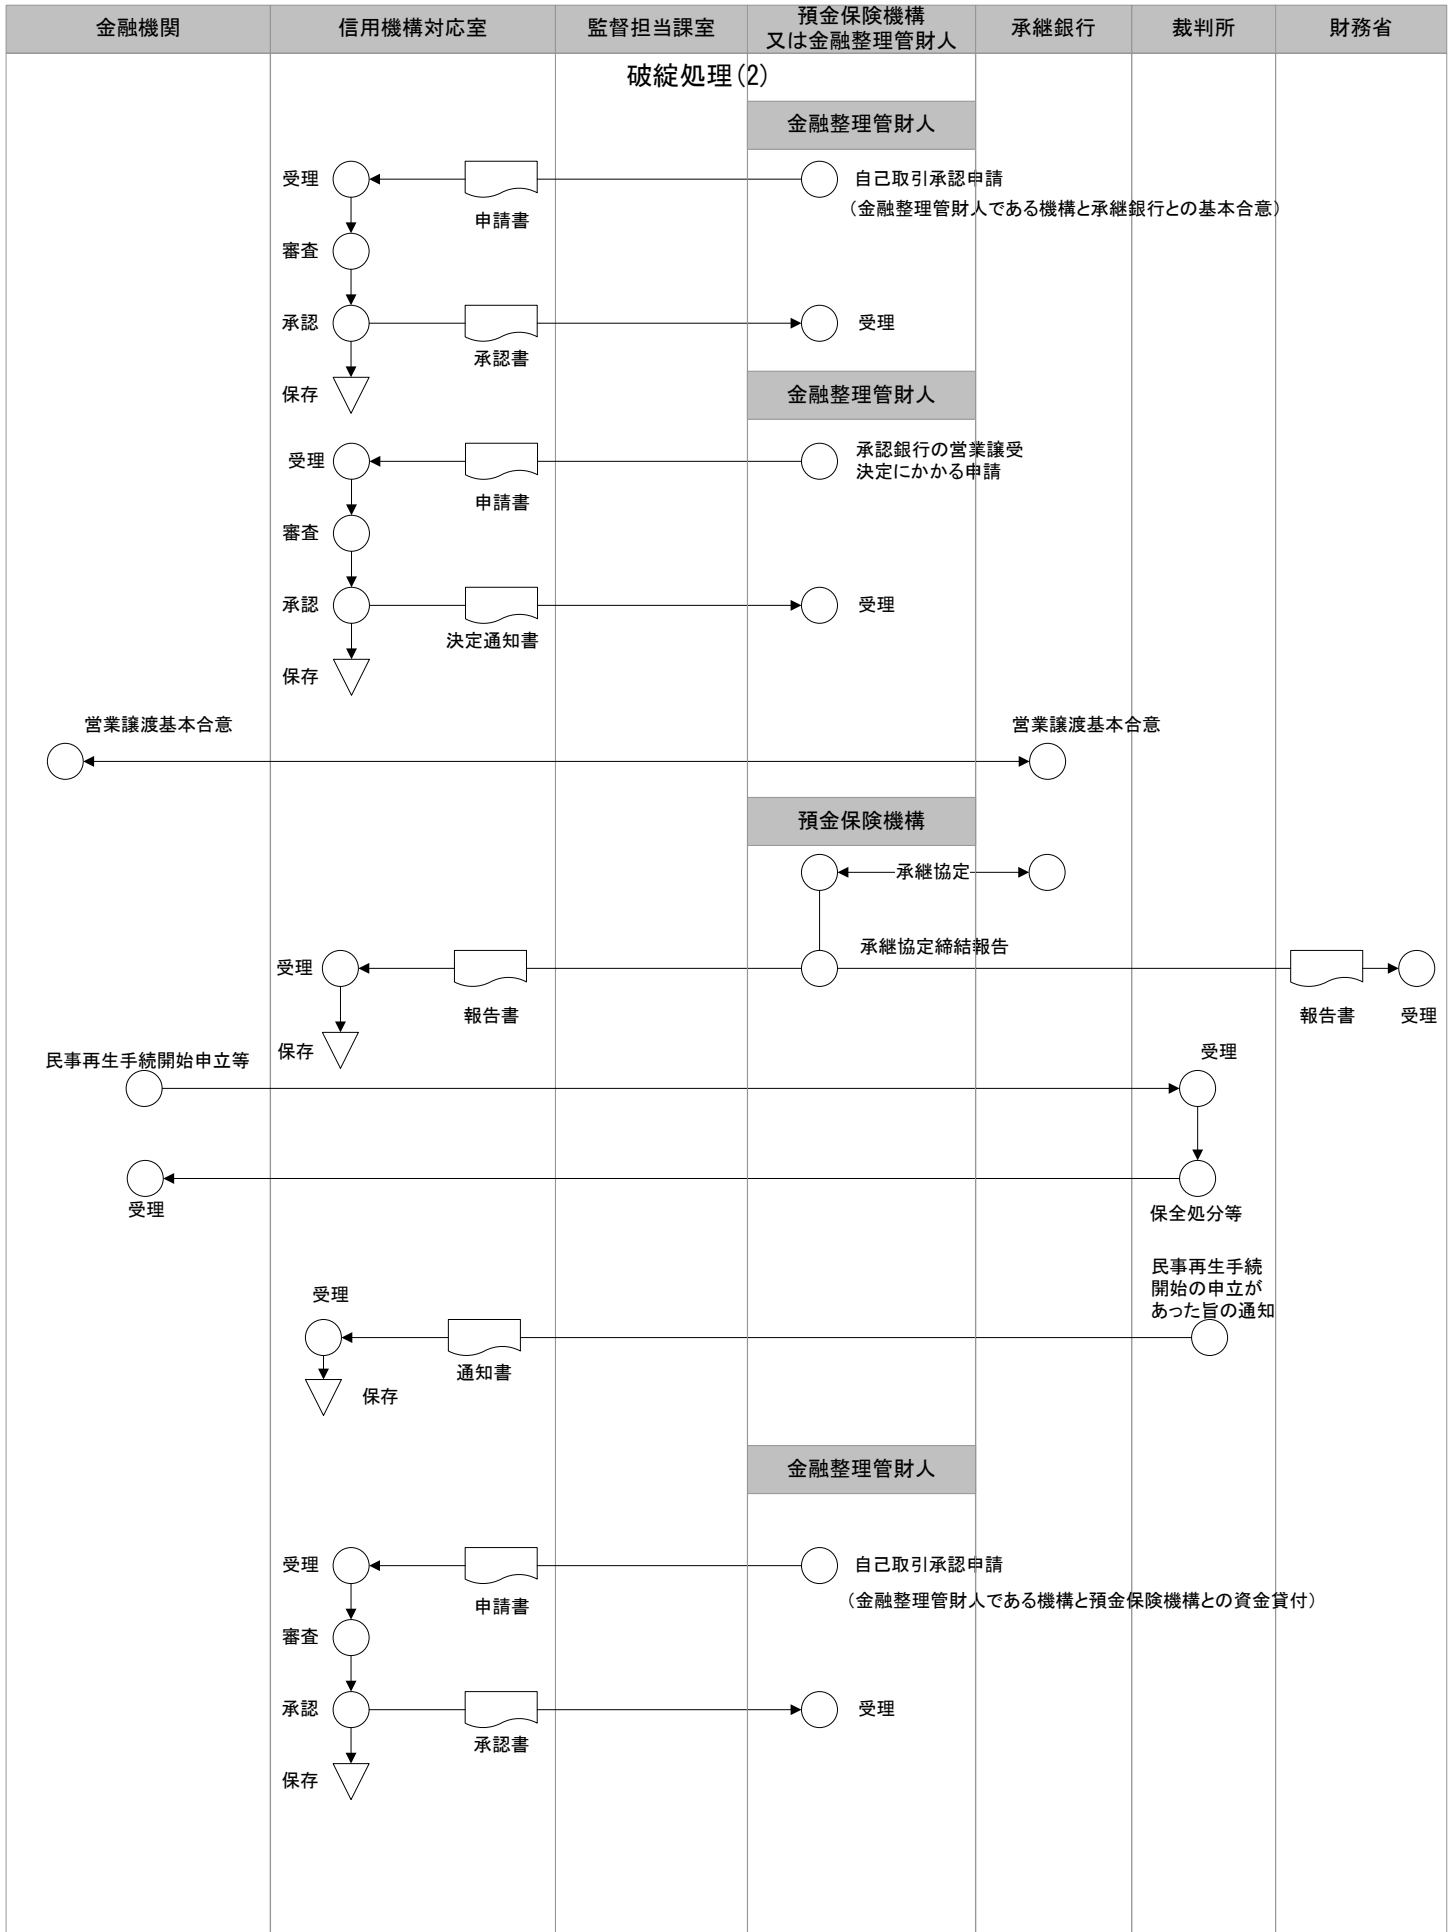 金融機関
信用機構対応室
監督担当課室
預金保険機構
又は金融整理管財人
承継銀行
裁判所
財務省
破綻処理(2)
金融整理管財人
受理
申請書
自己取引承認申請
（金融整理管財人である機構と承継銀行との基本合意）
審査
承認
承認書
受理
保存
金融整理管財人
受理
申請書
承認銀行の営業譲受
決定にかかる申請
審査
承認
決定通知書
受理
保存
営業譲渡基本合意
営業譲渡基本合意
預金保険機構
承継協定
承継協定締結報告
受理
報告書
報告書
受理
保存
民事再生手続開始申立等
受理
受理
保全処分等
民事再生手続
開始の申立が
あった旨の通知
受理
通知書
保存
金融整理管財人
受理
申請書
自己取引承認申請
（金融整理管財人である機構と預金保険機構との資金貸付）
審査
承認
承認書
受理
保存